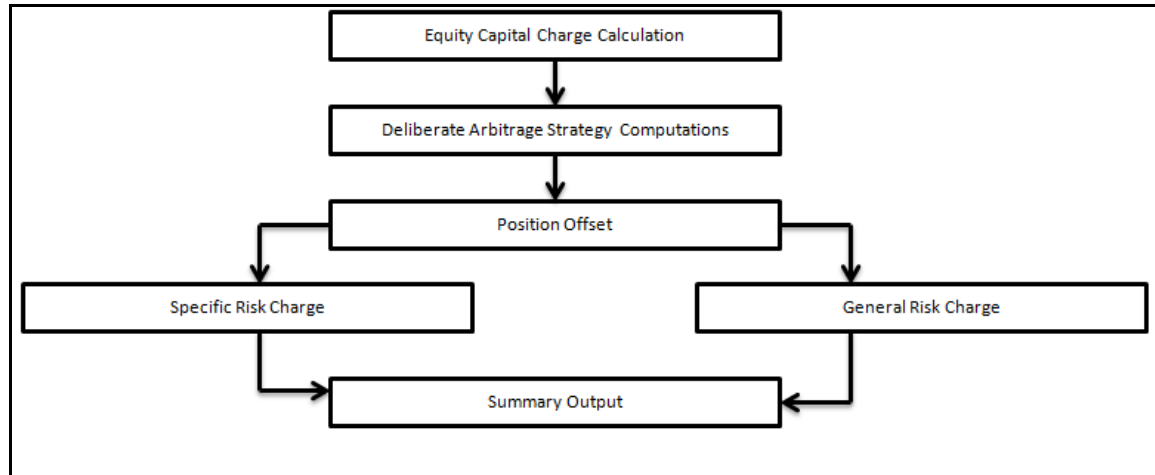 Equity Capital Charge Calculation
Deliberate Arbitrage Strategy Computations
Position Offset
Specific Risk Charge
General Risk Charge
Summary Output